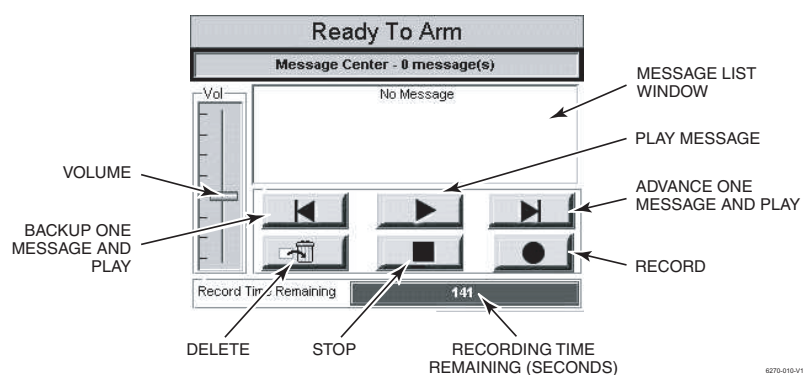 Ready To Arm
Message Center - 0 message(s)
Vol
No Message
MESSAGE LIST
WINDOW
PLAY MESSAGE
VOLUME
ADVANCE ONE
MESSAGE AND PLAY
BACKUP ONE
MESSAGE AND
PLAY
RECORD
Record Time Remaining
141
DELETE
STOP
RECORDING TIME
REMAINING (SECONDS)
6270-010-V1